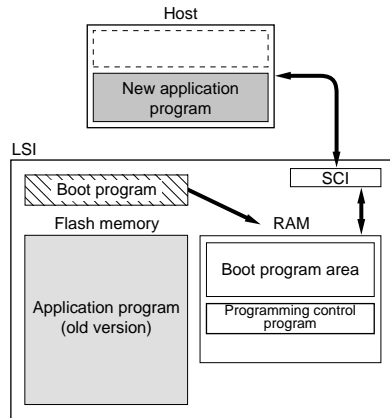 Host
New application
program
LSI
SCI
Boot program
Flash memory
RAM
Application program
(old version)
Boot program area
Programming control
program